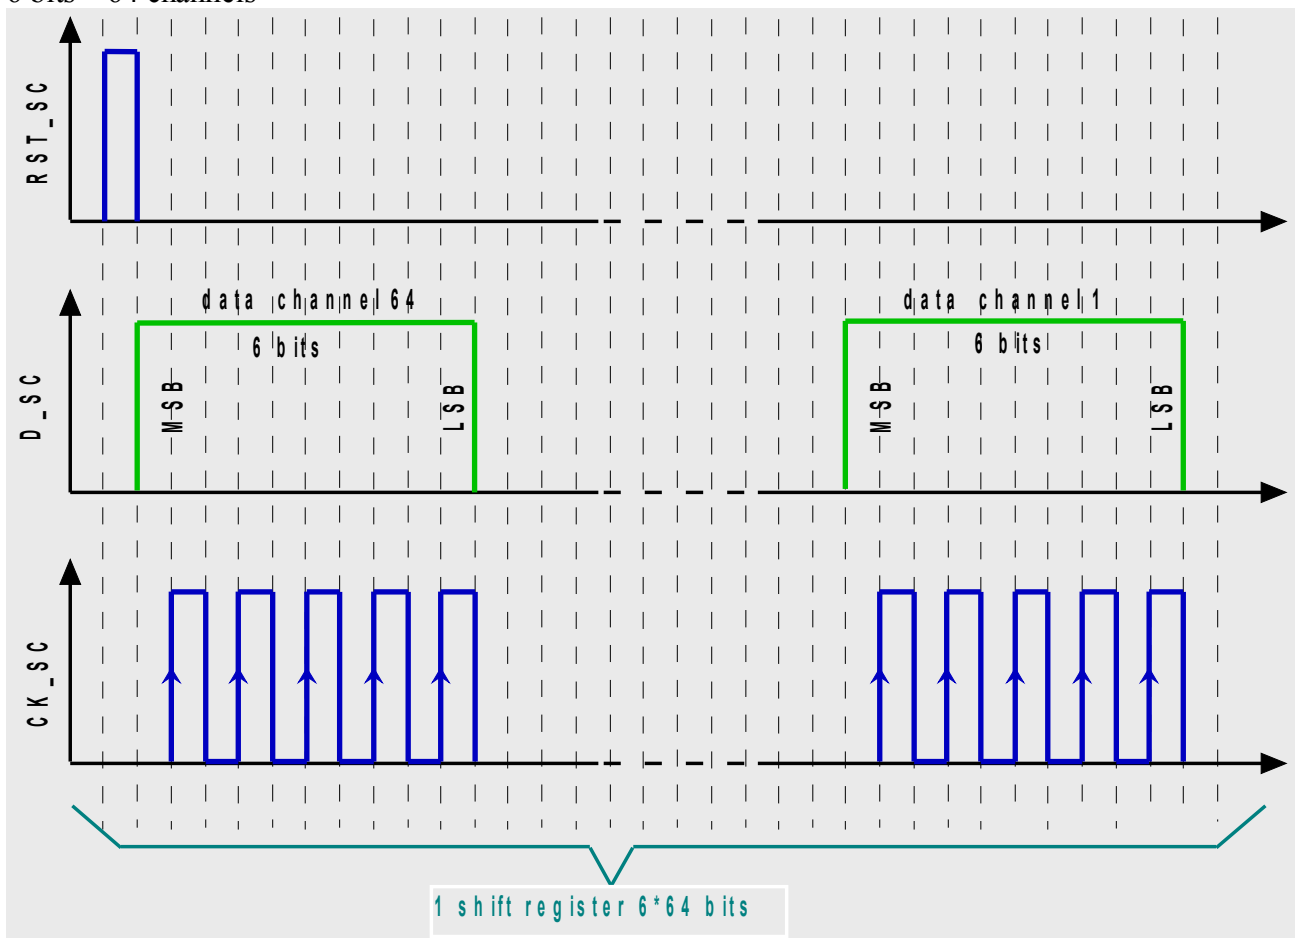 RST_SC
data channel 64
6 bits
MSB
LSB
data channel 1
6 bits
MSB
LSB
D_SC
CK_SC
1 shift register 6*64 bits